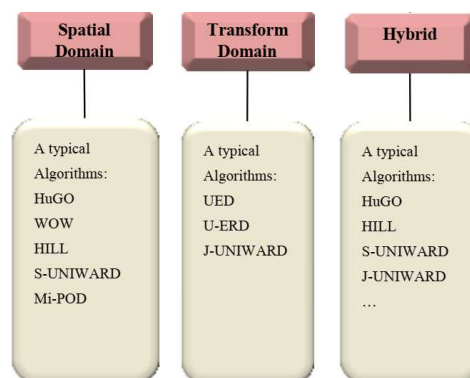 Spatial
Domain
A typical
Algorithms:
HuGO
WOW
HILL
S-UNIWARD
Mi-POD
Transform
Domain
A typical
Algorithms:
UED
U-ERD
J-UNIWARD
Hybrid
A typical
Algorithms:
HuGO
HILL
S-UNIWARD
J-UNIWARD
…